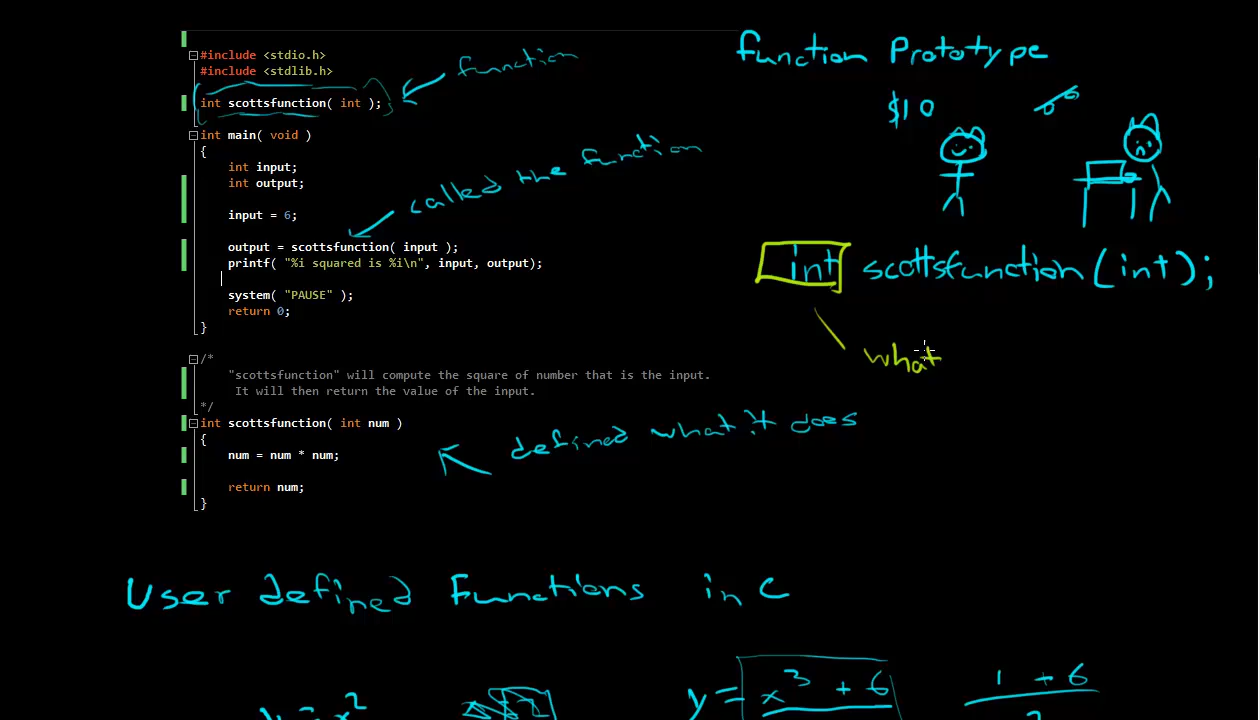 #include <stdio.h>
#include <stdlib.h>
int scottsfunction( int );
int main( void )
{
int input;
int output;
input = 6;
output = scottsfunction( input );
printf( "%i squared is %i\n", input, output);
system( "PAUSE" );
return 0;
}
/*
"scottsfunction" will compute the square of number that is the input.
It will then return the value of the input.
*/
int scottsfunction( int num )
{
num = num * num;
return num;
}
function
called the function
defined what it does
Function Prototype
$10
int scottsfunction(int);
what
User defined Functions in C
y = x³ + 6
1 + 6